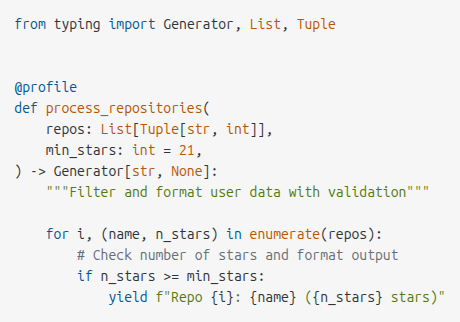 from typing import Generator, List, Tuple
@profile
def process_repositories(
    repos: List[Tuple[str, int]],
    min_stars: int = 21,
) -> Generator[str, None]:
    """Filter and format user data with validation"""
    for i, (name, n_stars) in enumerate(repos):
        # Check number of stars and format output
        if n_stars >= min_stars:
            yield f"Repo {i}: {name} ({n_stars} stars)"